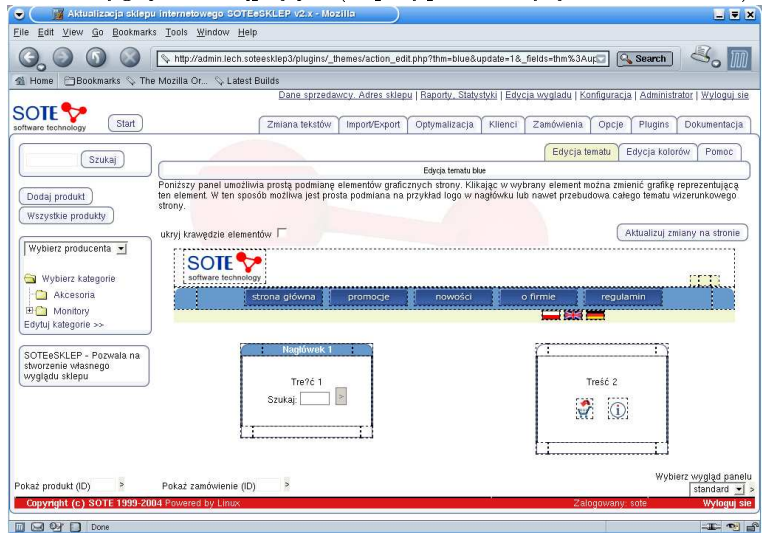 Aktualizacja sklepu internetowego SOTEeSKLEP v2.x - Mozilla
File Edit View Go Bookmarks Tools Window Help
http://admin.lech.soteesklep3/plugins/_themes/action_edit.php?thm=blue&update=1&_fields=thm%3Aup
Search
Home Bookmarks The Mozilla Or... Latest Builds
Dane sprzedawcy. Adres sklepu | Raporty, Statystyki | Edycja wygladu | Konfiguracja | Administrator | Wyloguj sie
SOTE
software technology
Start
Zmiana tekstów Import/Export Optymalizacja Klienci Zamówienia Opcje Plugins Dokumentacja
Szukaj
Edycja tematu Edycja kolorów Pomoc
Edycja tematu blue
Dodaj produkt
Wszystkie produkty
Poniższy panel umożliwia prostą podmianę elementów graficznych strony. Klikając w wybrany element można zmienić grafikę reprezentującą
ten element. W ten sposób możliwa jest prosta podmiana na przykład logo w nagłówku lub nawet przebudowa całego tematu wizerunkowego
strony.
ukryj krawędzie elementów
Aktualizuj zmiany na stronie
Wybierz producenta
Wybierz kategorie
Akcesoria
Monitory
Edytuj kategorie >>
SOTE
software technology
strona główna promocje nowości o firmie regulamin
SOTEeSKLEP - Pozwala na
stworzenie własnego
wyglądu sklepu
Nagłówek 1
Tre?ć 1
Szukaj: >
Treść 2
Pokaż produkt (ID) >
Pokaż zamówienie (ID) >
Wybierz wygląd panelu
standard >
Copyright (c) SOTE 1999-2004 Powered by Linux
Zalogowany: sote
Wyloguj sie
Done